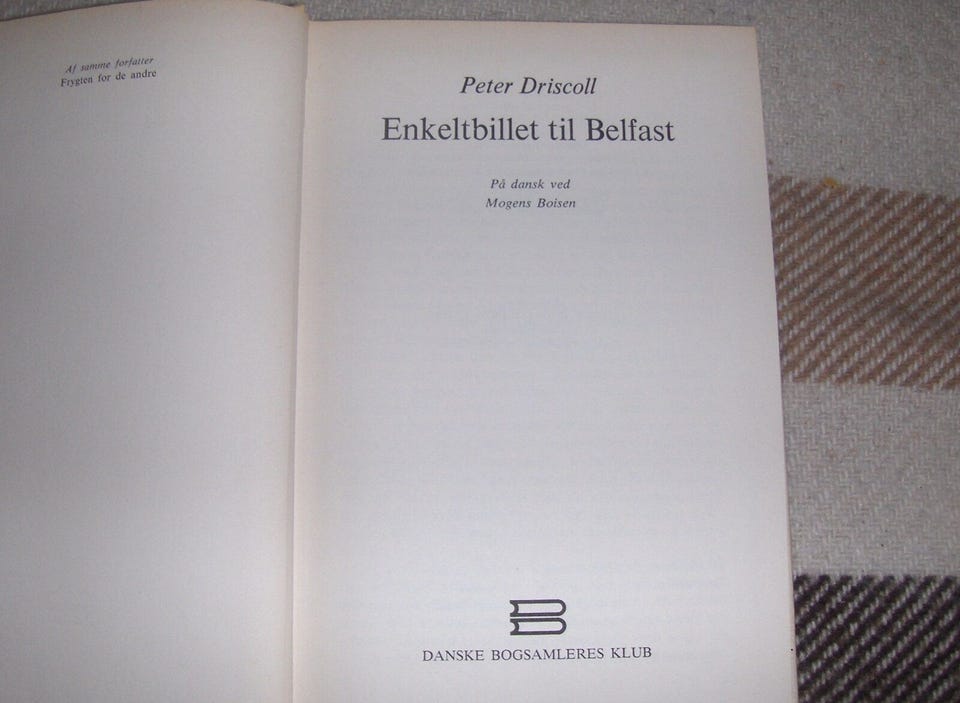 Af samme forfatter
Frygten for de andre
Peter Driscoll
Enkeltbillet til Belfast
På dansk ved
Mogens Boisen
DANSKE BOGSAMLERES KLUB